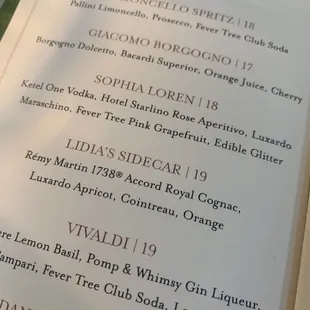 SPRITZ | 18
Pallini Limoncello, Prosecco, Fever Tree Club Soda
GIACOMO BORGOGNO | 17
Borgogno Dolcetto, Bacardi Superior, Orange Juice, Cherry
SOPHIA LOREN | 18
Ketel One Vodka, Hotel Starlino Rose Aperitivo, Luxardo
Maraschino, Fever Tree Pink Grapefruit, Edible Glitter
LIDIA'S SIDECAR | 19
Rémy Martin 1738® Accord Royal Cognac,
Luxardo Apricot, Cointreau, Orange
VIVALDI | 19
Lemon Basil, Pomp & Whimsy Gin Liqueur,
Fever Tree Club Soda,